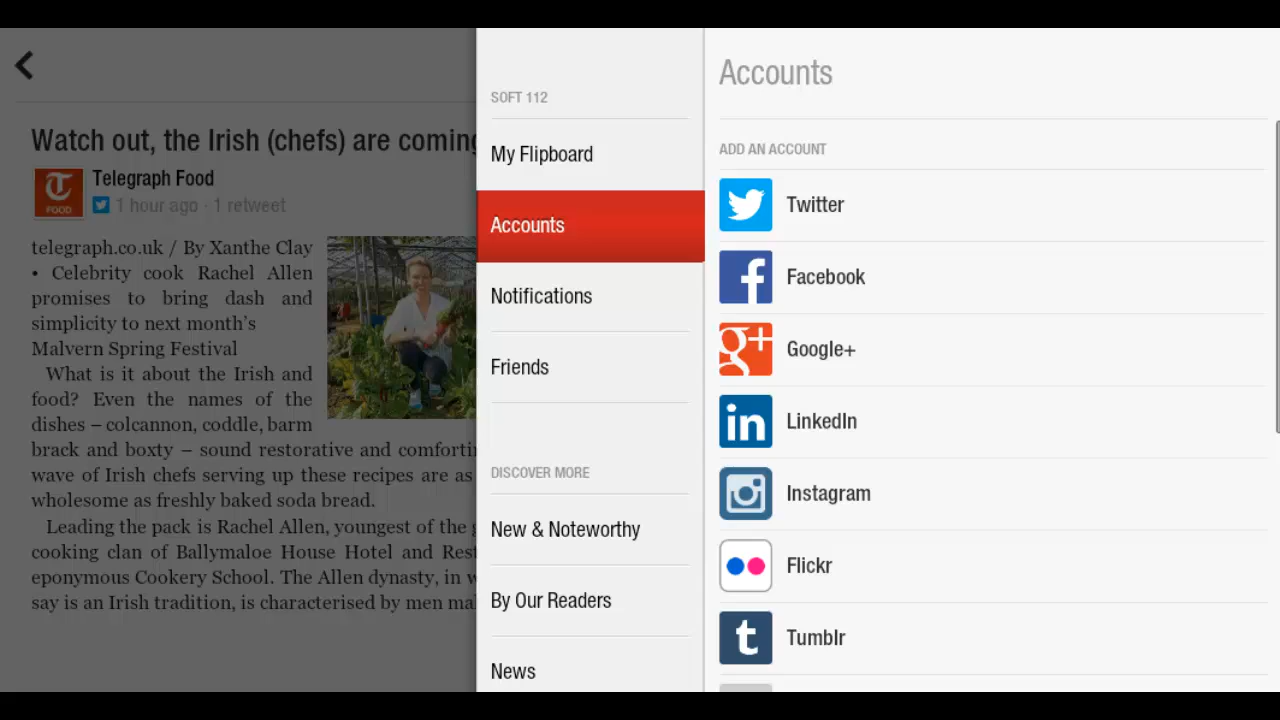 Watch out, the Irish (chefs) are coming
FOOD
Telegraph Food
1 hour ago · 1 retweet
telegraph.co.uk / By Xanthe Clay
• Celebrity cook Rachel Allen
promises to bring dash and
simplicity to next month’s
Malvern Spring Festival
What is it about the Irish and
food? Even the names of the
dishes – colcannon, coddle, barm
brack and boxty – sound restorative and
wave of Irish chefs serving up these recipes are as
wholesome as freshly baked soda bread.
Leading the pack is Rachel Allen, youngest of the
cooking clan of Ballymaloe House Hotel and
eponymous Cookery School. The Allen dynasty, in
say is an Irish tradition, is characterised by men
SOFT 112
My Flipboard
Accounts
Notifications
Friends
DISCOVER MORE
New & Noteworthy
By Our Readers
News
Accounts
ADD AN ACCOUNT
Twitter
Facebook
g+ Google+
in LinkedIn
Instagram
Flickr
t Tumblr